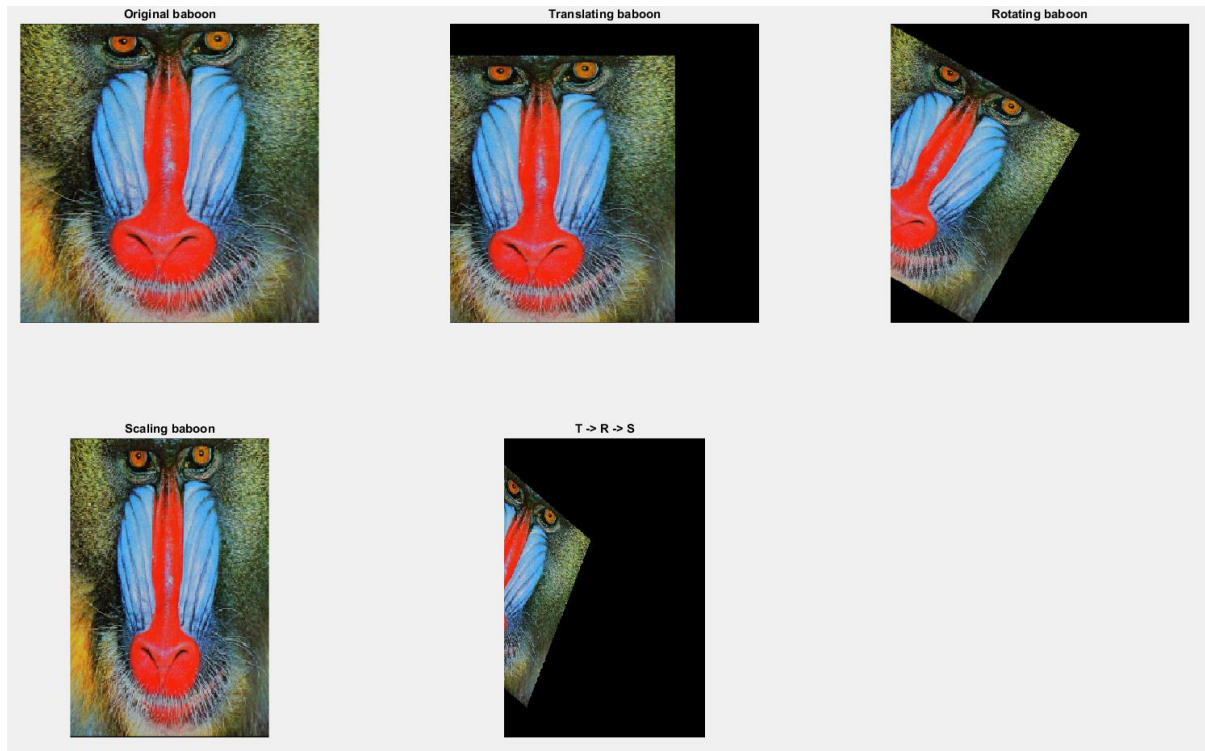 Original baboon
Translating baboon
Rotating baboon
Scaling baboon
T -> R -> S